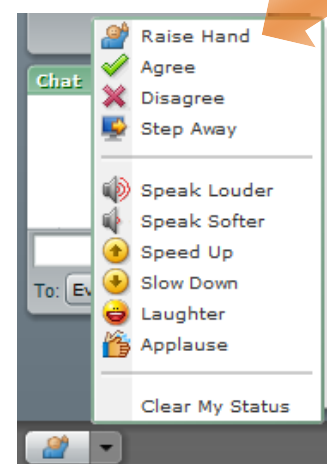 Raise Hand
Chat
Agree
Disagree
Step Away
Speak Louder
Speak Softer
Speed Up
To:
Slow Down
Laughter
Applause
Clear My Status